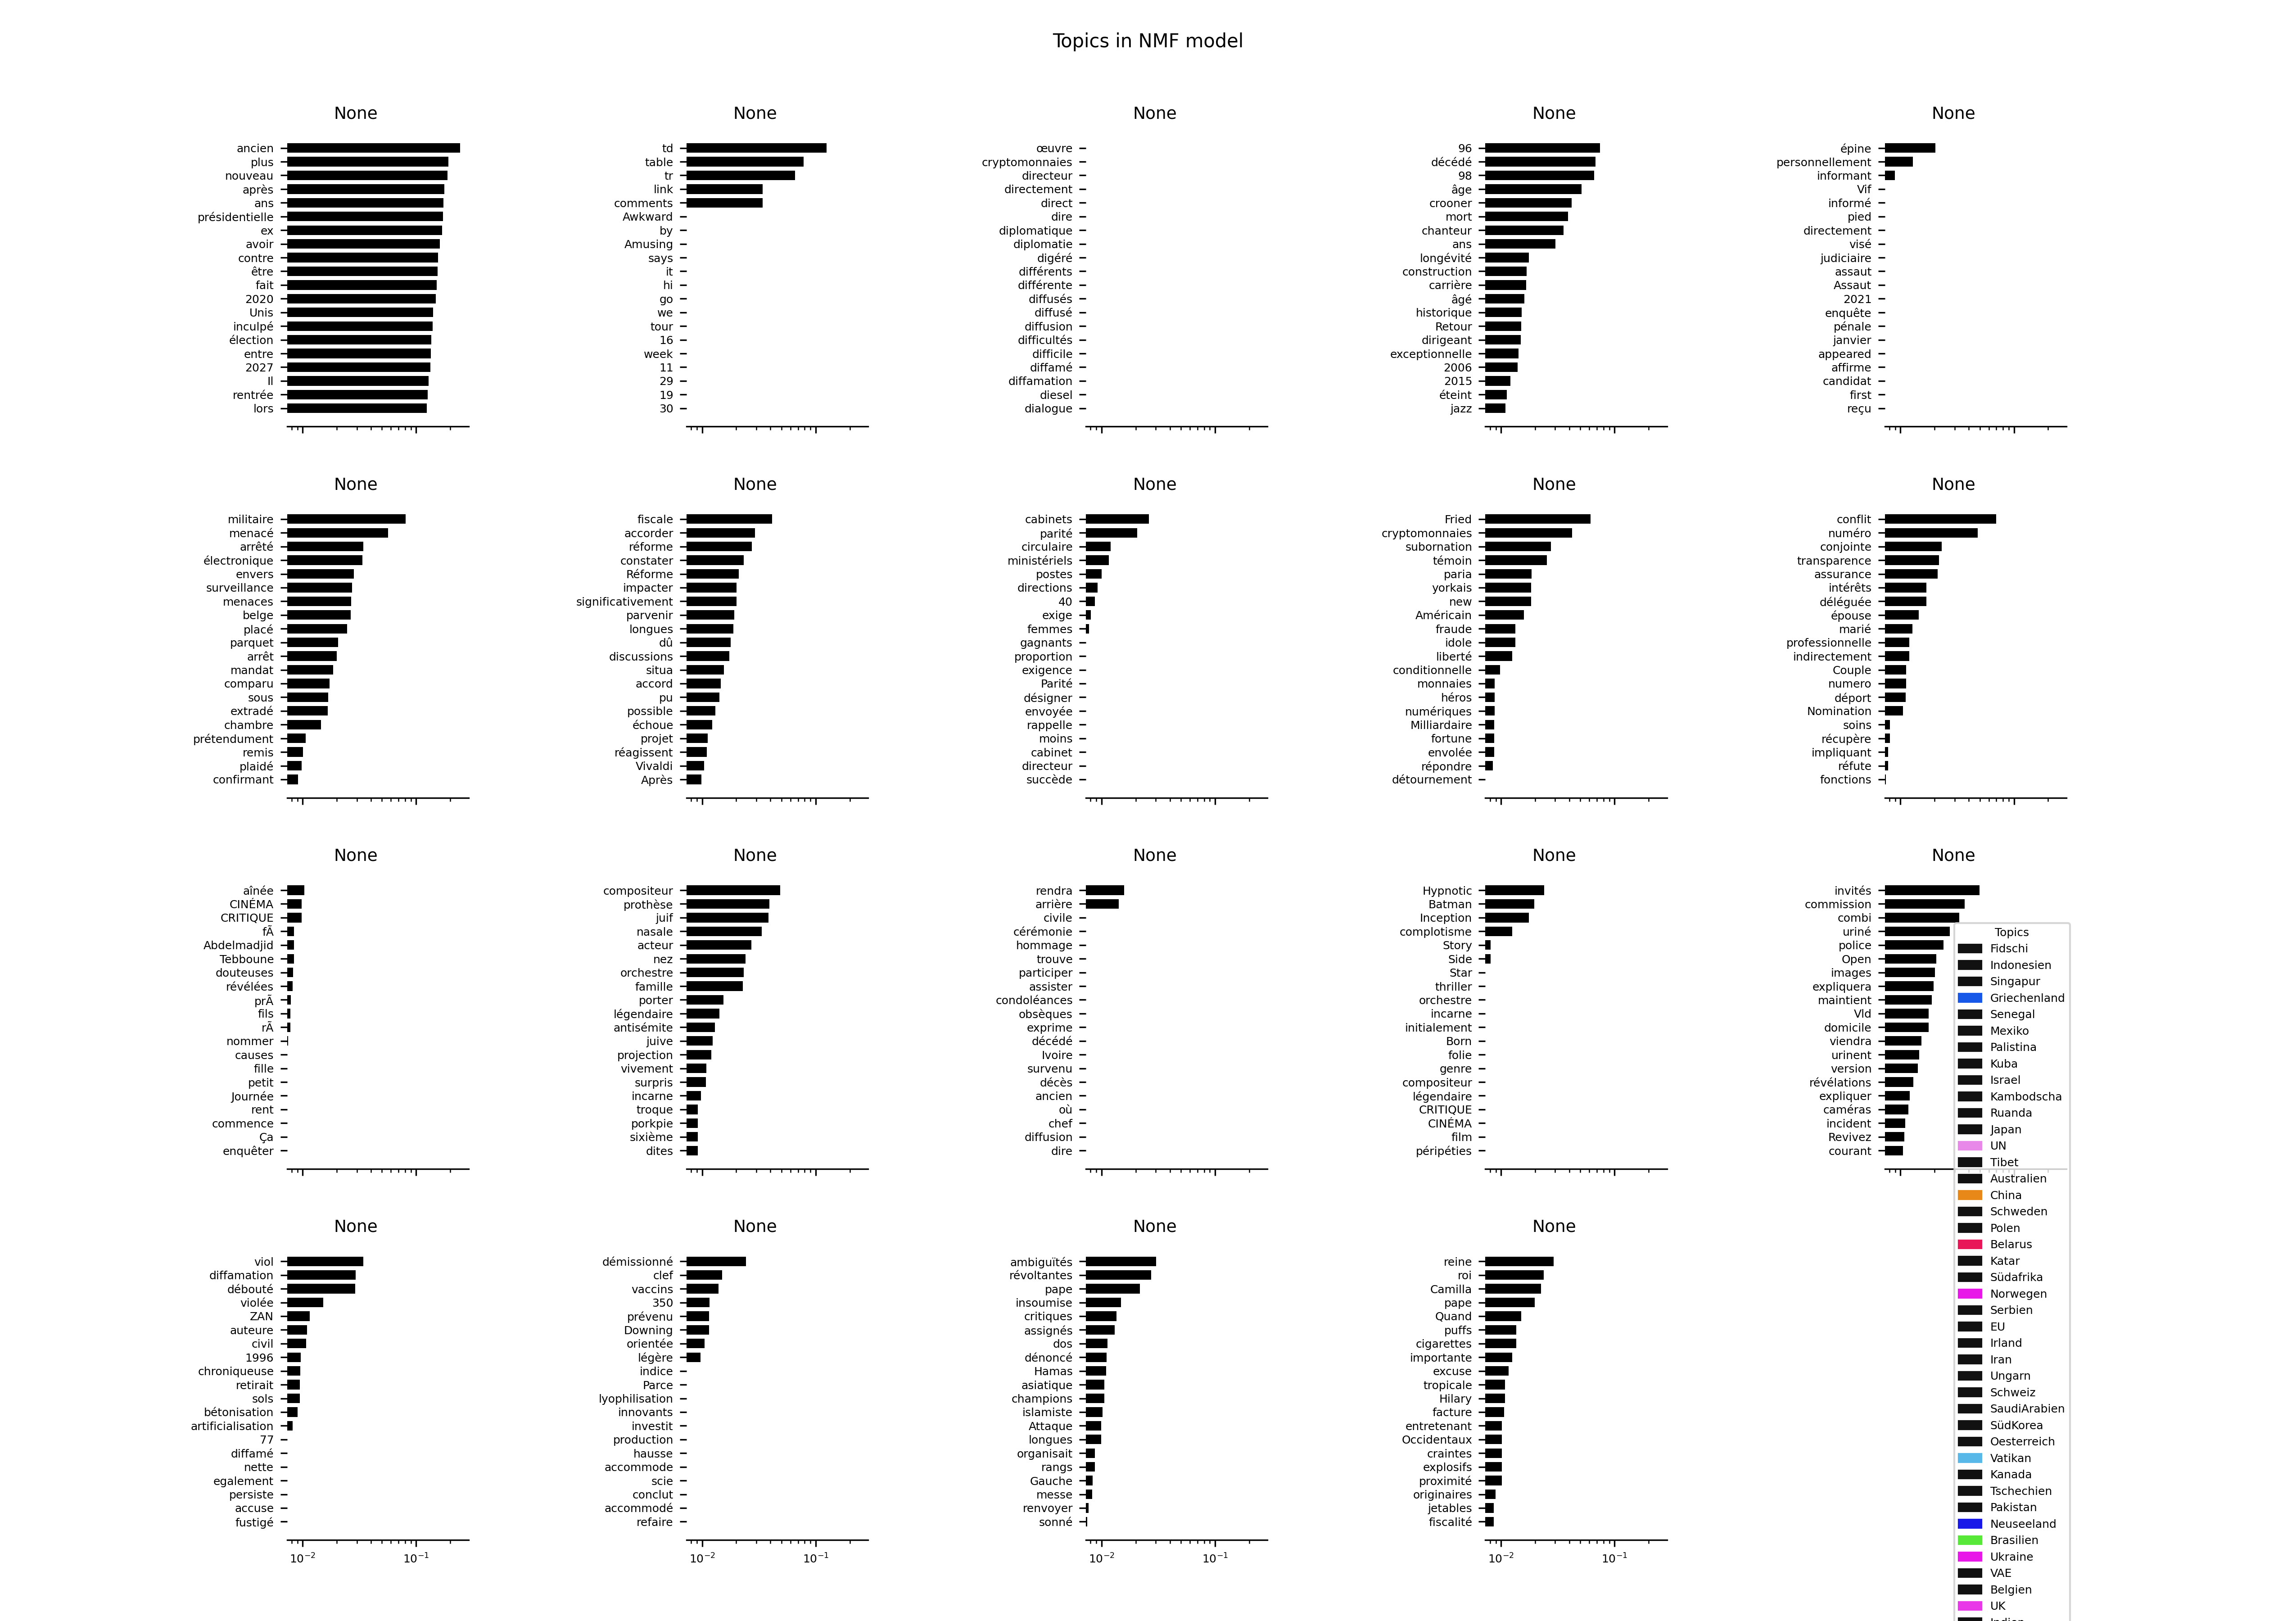 Topics in NMF model
None
ancien
plus
nouveau
après
ans
présidentielle
ex
avoir
contre
être
fait
2020
Unis
inculpé
élection
entre
2027
Il
rentrée
lors
None
td
table
tr
link
comments
Awkward
by
Amusing
says
it
hi
go
we
tour
16
week
11
29
19
30
None
œuvre
cryptomonnaies
directeur
directement
direct
dire
diplomatique
diplomatie
digéré
différents
différente
diffusés
diffusé
diffusion
difficultés
difficile
diffamé
diffamation
diesel
dialogue
None
96
décédé
98
âge
crooner
mort
chanteur
ans
longévité
construction
carrière
âgé
historique
Retour
dirigeant
exceptionnelle
2006
2015
éteint
jazz
None
épine
personnellement
informant
Vif
informé
pied
directement
visé
judiciaire
assaut
Assaut
2021
enquête
pénale
janvier
appeared
affirme
candidat
first
reçu
None
militaire
menacé
arrêté
électronique
envers
surveillance
menaces
belge
placé
parquet
arrêt
mandat
comparu
sous
extradé
chambre
prétendument
remis
plaidé
confirmant
None
fiscale
accorder
réforme
constater
Réforme
impacter
significativement
parvenir
longues
dû
discussions
situa
accord
pu
possible
échoue
projet
réagissent
Vivaldi
Après
None
cabinets
parité
circulaire
ministériels
postes
directions
40
exige
femmes
gagnants
proportion
exigence
Parité
désigner
envoyée
rappelle
moins
cabinet
directeur
succède
None
Fried
cryptomonnaies
subornation
témoin
paria
yorkais
new
Américain
fraude
idole
liberté
conditionnelle
monnaies
héros
numériques
Milliardaire
fortune
envolée
répondre
détournement
None
conflit
numéro
conjointe
transparence
assurance
intérêts
déléguée
épouse
marié
professionnelle
indirectement
Couple
numero
déport
Nomination
soins
récupère
impliquant
réfute
fonctions
None
aînée
CINÉMA
CRITIQUE
fÃ
Abdelmadjid
Tebboune
douteuses
révélées
prÃ
fils
rÃ
nommer
causes
fille
petit
Journée
rent
commence
Ça
enquêter
None
compositeur
prothèse
juif
nasale
acteur
nez
orchestre
famille
porter
légendaire
antisémite
juive
projection
vivement
surpris
incarne
troque
porkpie
sixième
dites
None
rendra
arrière
civile
cérémonie
hommage
trouve
participer
assister
condoléances
obsèques
exprime
décédé
Ivoire
survenu
décès
ancien
où
chef
diffusion
dire
None
Hypnotic
Batman
Inception
complotisme
Story
Side
Star
thriller
orchestre
incarne
initialement
Born
folie
genre
compositeur
légendaire
CRITIQUE
CINÉMA
film
péripéties
None
invités
commission
combi
uriné
police
Open
images
expliquera
maintient
Vld
domicile
viendra
urinent
version
révélations
expliquer
caméras
incident
Revivez
courant
None
viol
diffamation
débouté
violée
ZAN
auteure
civil
1996
chroniqueuse
retirait
sols
bétonisation
artificialisation
77
diffamé
nette
egalement
persiste
accuse
fustigé
10⁻² 10⁻¹
None
démissionné
clef
vaccins
350
prévenu
Downing
orientée
légère
indice
Parce
lyophilisation
innovants
investit
production
hausse
accommode
scie
conclut
accommodé
refaire
10⁻² 10⁻¹
None
ambiguïtés
révoltantes
pape
insoumise
critiques
assignés
dos
dénoncé
Hamas
asiatique
champions
islamiste
Attaque
longues
organisait
rangs
Gauche
messe
renvoyer
sonné
10⁻² 10⁻¹
None
reine
roi
Camilla
pape
Quand
puffs
cigarettes
importante
excuse
tropicale
Hilary
facture
entretenant
Occidentaux
craintes
explosifs
proximité
originaires
jetables
fiscalité
10⁻² 10⁻¹
Topics
Fidschi
Indonesien
Singapur
Griechenland
Senegal
Mexiko
Palistina
Kuba
Israel
Kambodscha
Ruanda
Japan
UN
Tibet
Australien
China
Schweden
Polen
Belarus
Katar
Südafrika
Norwegen
Serbien
EU
Irland
Iran
Ungarn
Schweiz
SaudiArabien
SüdKorea
Oesterreich
Vatikan
Kanada
Tschechien
Pakistan
Neuseeland
Brasilien
Ukraine
VAE
Belgien
UK